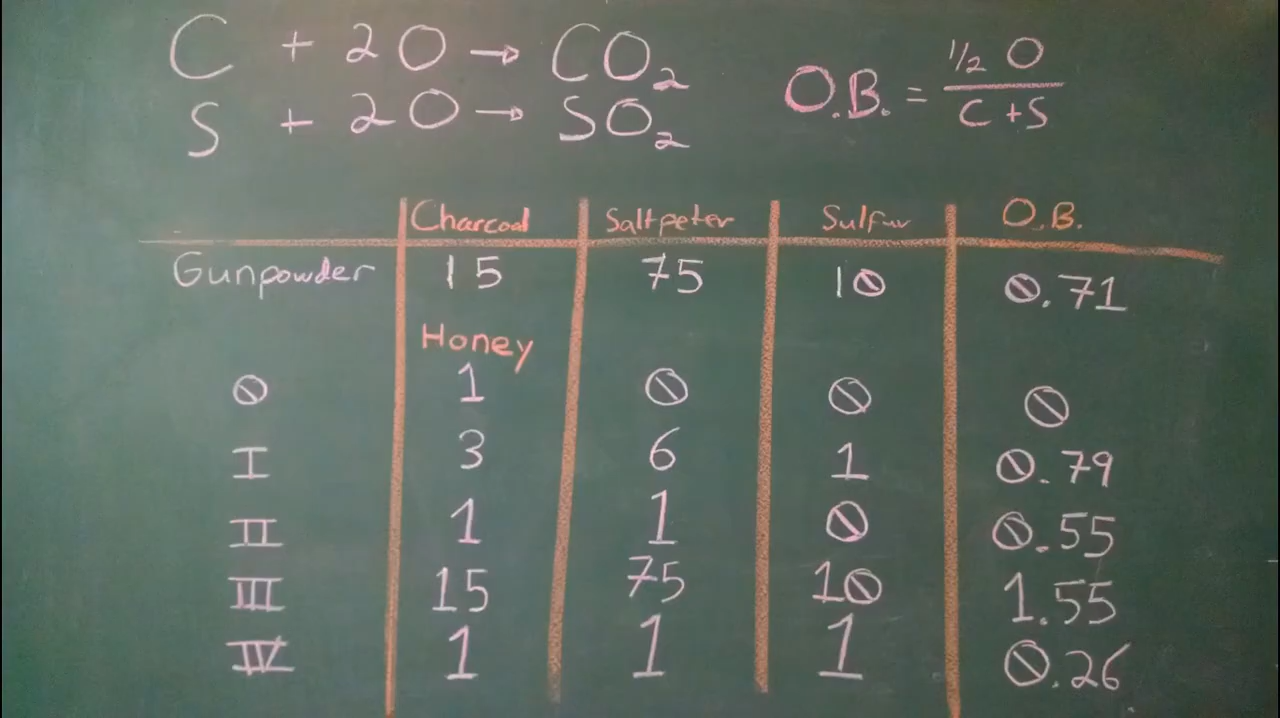 C + 2O → CO₂
S + 2O → SO₂
O.B. = ½ O / C + S
Charcoal Saltpeter Sulfur O.B.
Gunpowder 15 75 10 0.71
Honey
0 1 0 0 0
I 3 6 1 0.79
II 1 1 0 0.55
III 15 75 10 1.55
IV 1 1 1 0.26